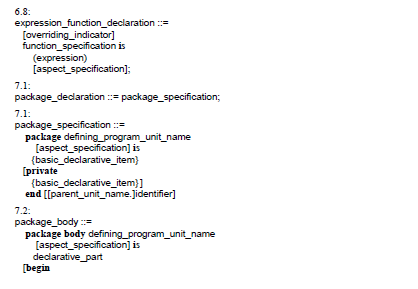 6.8:
expression_function_declaration ::=
[overriding_indicator]
function_specification is
(expression)
[aspect_specification];
7.1:
package_declaration ::= package_specification;
7.1:
package_specification ::=
package defining_program_unit_name
[aspect_specification] is
{basic_declarative_item}
[private
{basic_declarative_item}]
end [[parent_unit_name.]identifier]
7.2:
package_body ::=
package body defining_program_unit_name
[aspect_specification] is
declarative_part
[begin